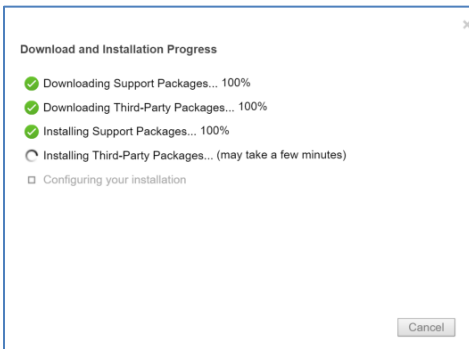 Download and Installation Progress
Downloading Support Packages... 100%
Downloading Third-Party Packages... 100%
Installing Support Packages... 100%
Installing Third-Party Packages... (may take a few minutes)
Configuring your installation
Cancel